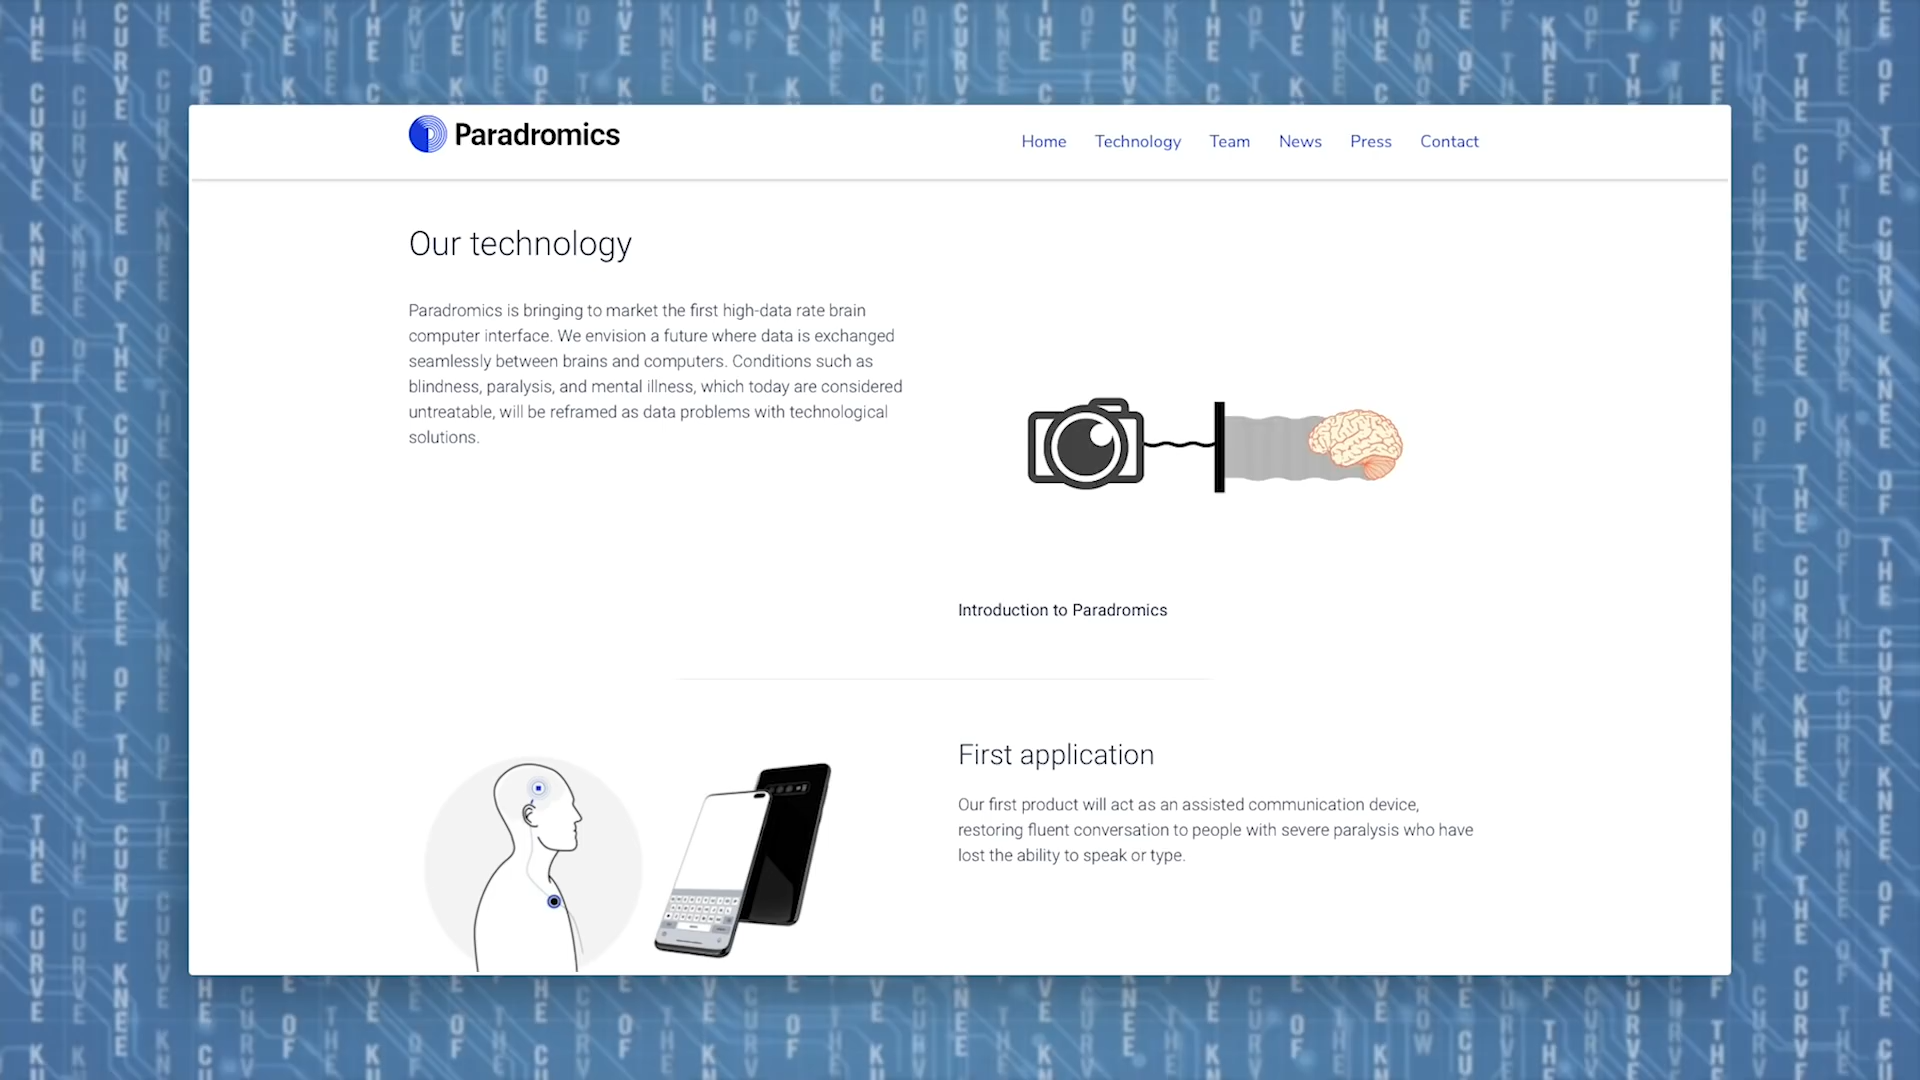 Paradromics
Home Technology Team News Press Contact
Our technology
Paradromics is bringing to market the first high-data rate brain
computer interface. We envision a future where data is exchanged
seamlessly between brains and computers. Conditions such as
blindness, paralysis, and mental illness, which today are considered
untreatable, will be reframed as data problems with technological
solutions.
Introduction to Paradromics
First application
Our first product will act as an assisted communication device,
restoring fluent conversation to people with severe paralysis who have
lost the ability to speak or type.